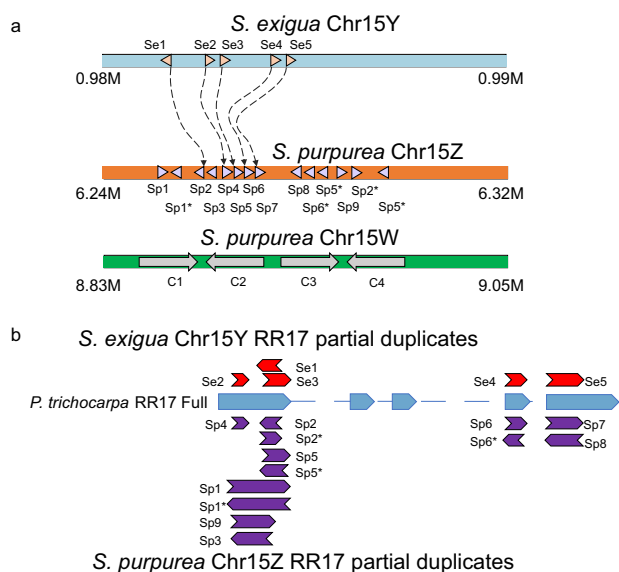 a
S. exigua Chr15Y
Se1 Se2 Se3 Se4 Se5
0.98M 0.99M
S. purpurea Chr15Z
6.24M 6.32M
Sp1 Sp2 Sp4 Sp6 Sp8 Sp5* Sp2*
Sp1* Sp3 Sp5 Sp7 Sp6* Sp9 Sp5*
S. purpurea Chr15W
8.83M 9.05M
C1 C2 C3 C4
b
S. exigua Chr15Y RR17 partial duplicates
Se1
Se2 Se3 Se4 Se5
P. trichocarpa RR17 Full
Sp4 Sp2 Sp6 Sp7
Sp2* Sp6* Sp8
Sp5
Sp5*
Sp1
Sp1*
Sp9
Sp3
S. purpurea Chr15Z RR17 partial duplicates